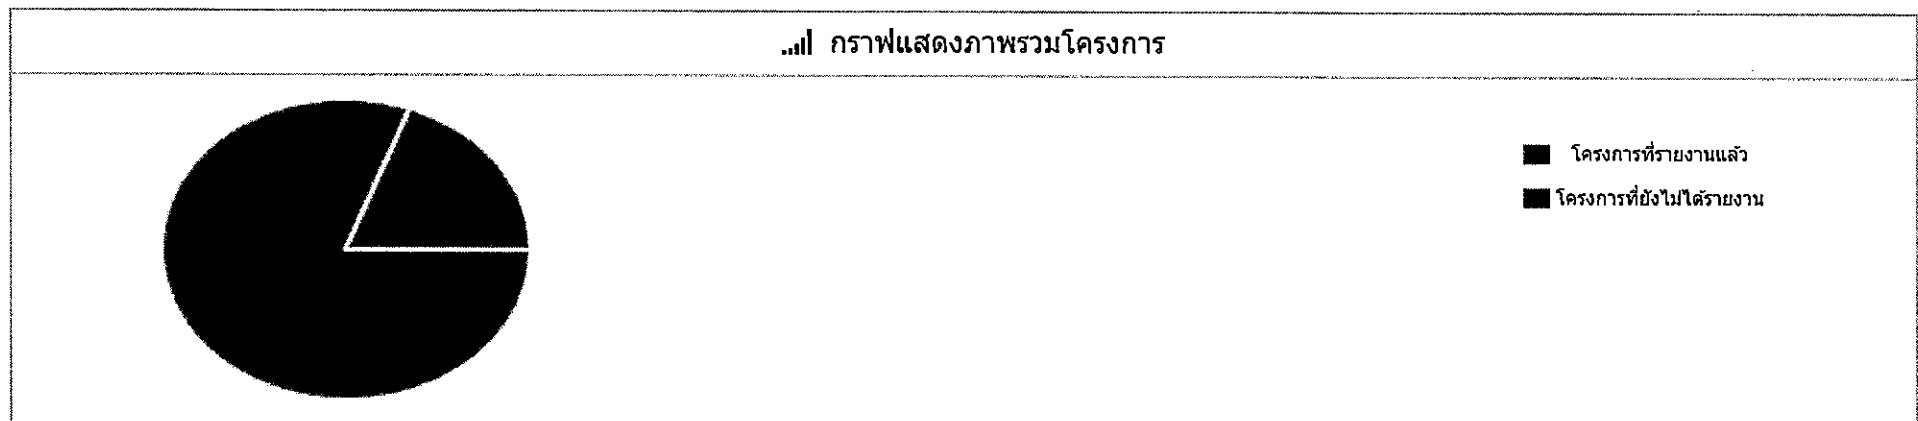 กราฟแสดงภาพรวมโครงการ
โครงการที่รายงานแล้ว
โครงการที่ยังไม่ได้รายงาน